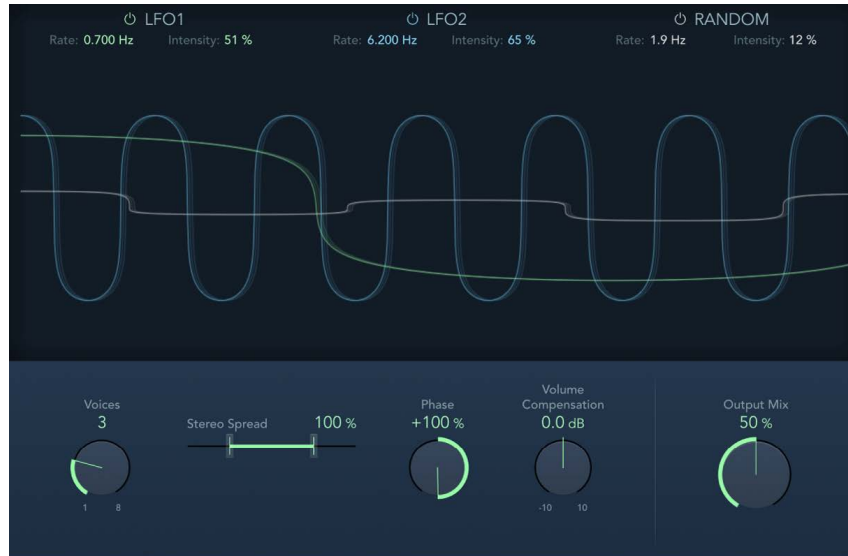 LFO1 LFO2 RANDOM
Rate: 0.700 Hz Intensity: 51 % Rate: 6.200 Hz Intensity: 65 % Rate: 1.9 Hz Intensity: 12 %
Volume
Voices Phase Compensation Output Mix
3 Stereo Spread 100 % +100 % 0.0 dB 50 %
1 8 -10 10